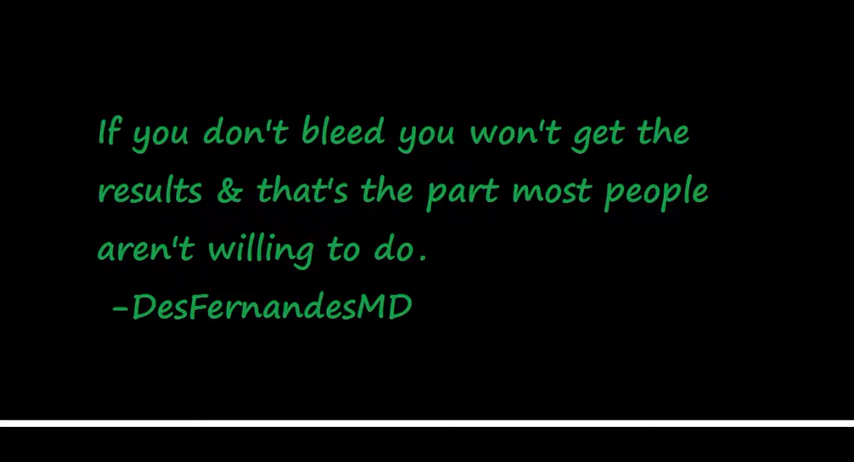 If you don't bleed you won't get the
results & that's the part most people
aren't willing to do.
-DesFernandesMD